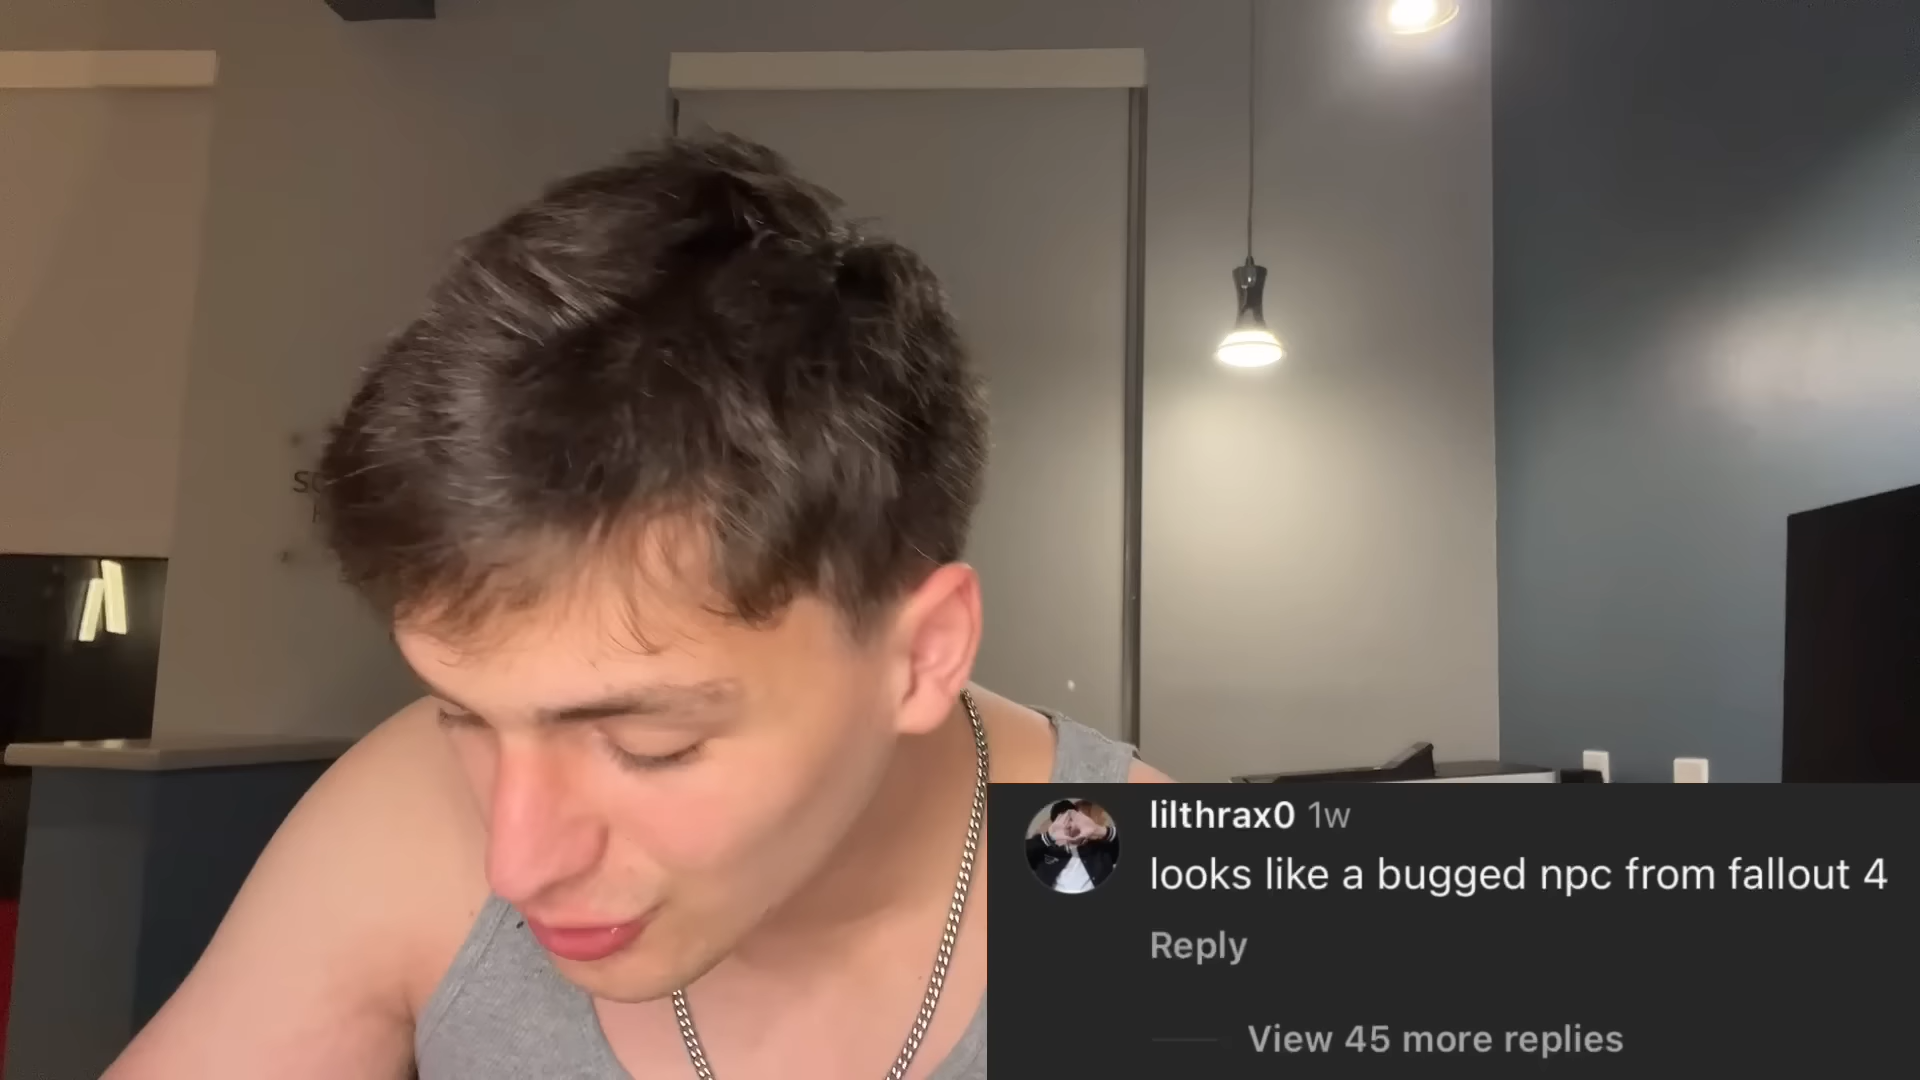 lilthrax0 1w
looks like a bugged npc from fallout 4
Reply
View 45 more replies